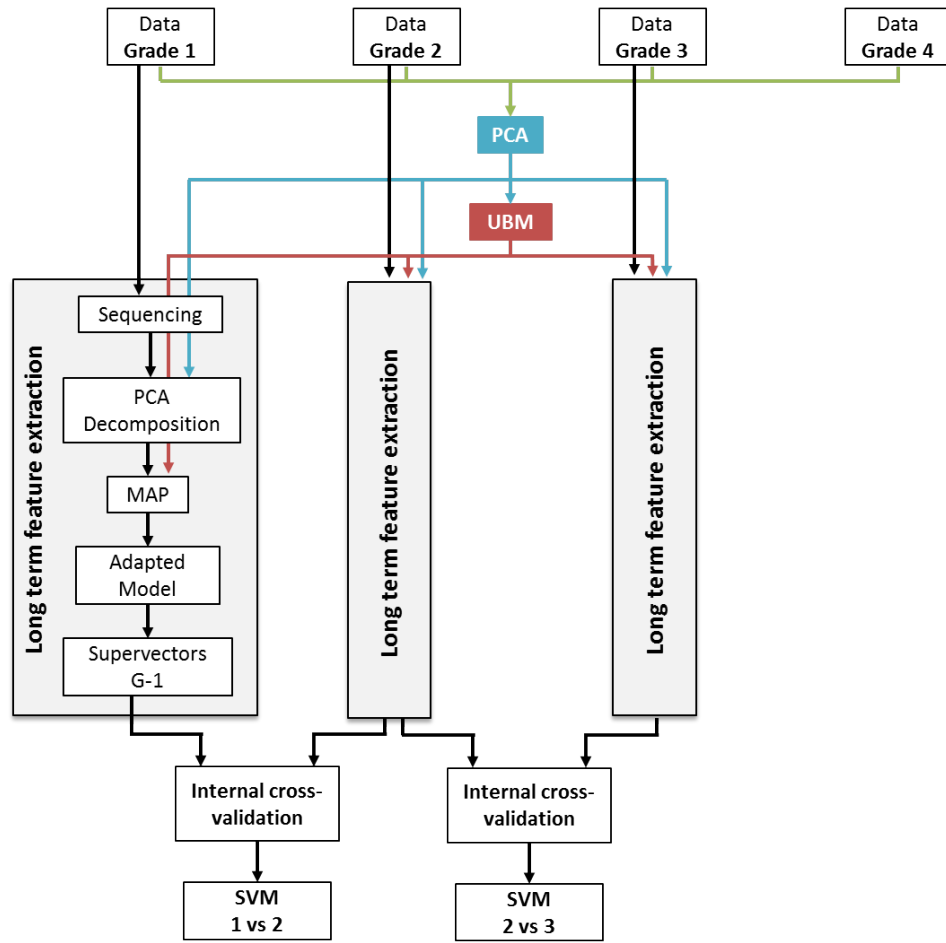 Data
Grade 1
Data
Grade 2
Data
Grade 3
Data
Grade 4
PCA
UBM
Long term feature extraction
Sequencing
PCA
Decomposition
MAP
Adapted
Model
Supervectors
G-1
Long term feature extraction
Long term feature extraction
Internal cross-
validation
Internal cross-
validation
SVM
1 vs 2
SVM
2 vs 3